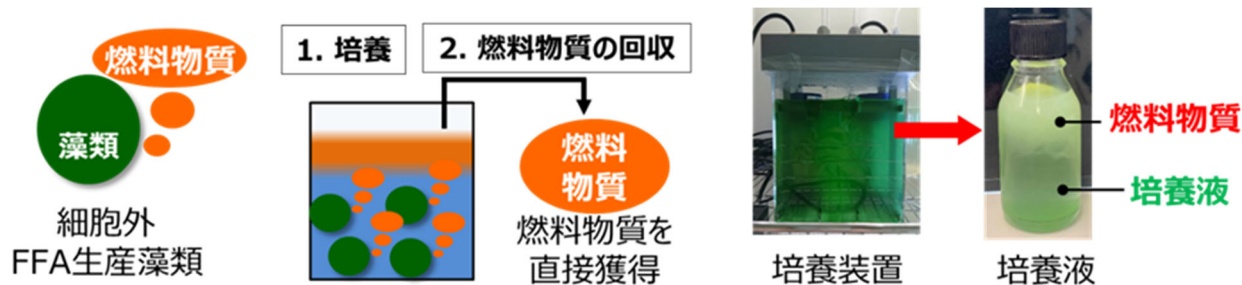 燃料物質
藻類
細胞外
FFA生産藻類
1. 培養
2. 燃料物質の回収
燃料
物質
燃料物質を
直接獲得
培養装置
燃料物質
培養液
培養液